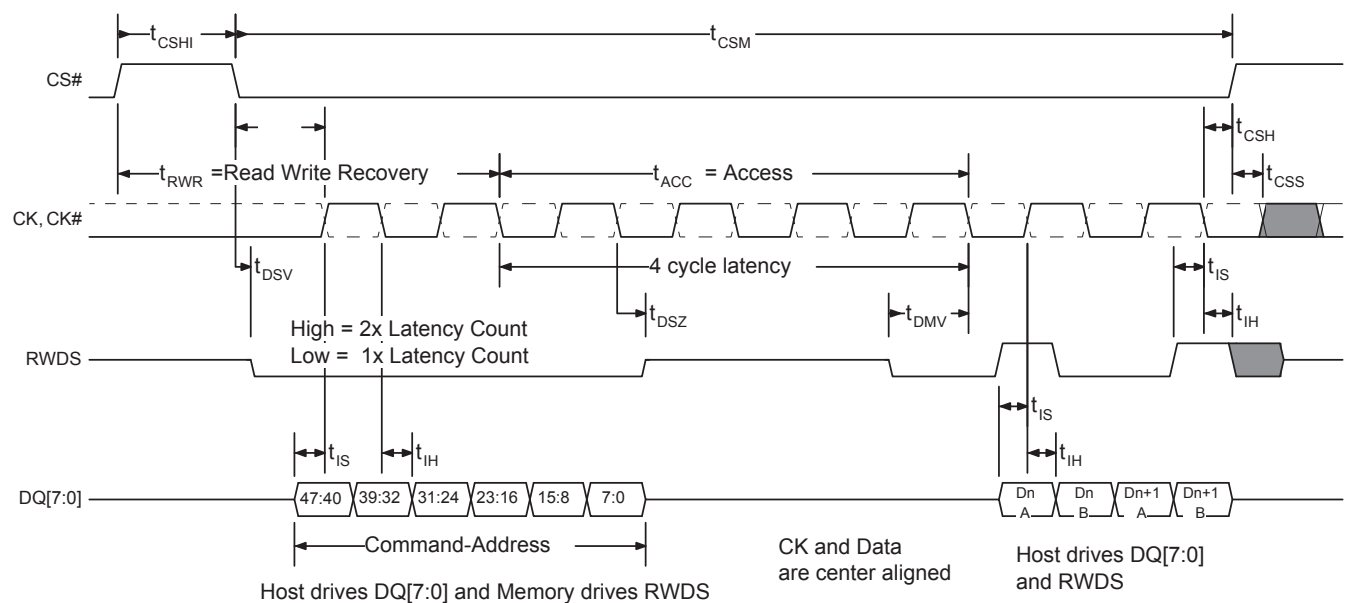 tCSHI
tCSM
CS#
tCSH
tRWR =Read Write Recovery
tACC = Access
tCSS
CK, CK#
tDSV
4 cycle latency
tIS
High = 2x Latency Count
Low = 1x Latency Count
tDSZ
tDMV
tIH
RWDS
tIS
tIS
tIH
tIH
DQ[7:0]
47:40
39:32
31:24
23:16
15:8
7:0
Dn
A
Dn
B
Dn+1
A
Dn+1
B
Command-Address
CK and Data
are center aligned
Host drives DQ[7:0]
and RWDS
Host drives DQ[7:0] and Memory drives RWDS